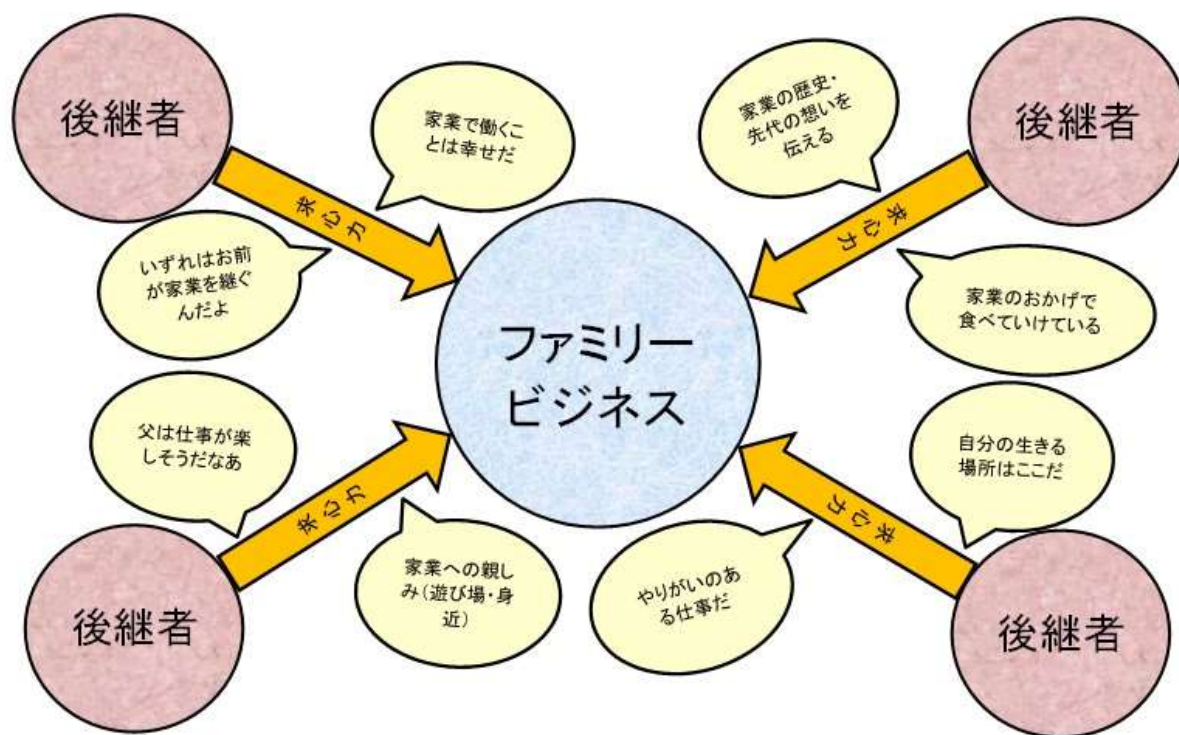 後継者
家業で働くこ
とは幸せだ
家業の歴史・
先代の想いを
伝える
後継者
求心力
求心力
いずれはお前
が家業を継ぐ
んだよ
家業のおかげで
食べていけている
ファミリー
ビジネス
父は仕事が楽
しそうだなあ
自分の生きる
場所はここだ
求心力
求心力
家業への親し
み(遊び場・身
近)
やりがいのあ
る仕事だ
後継者
後継者